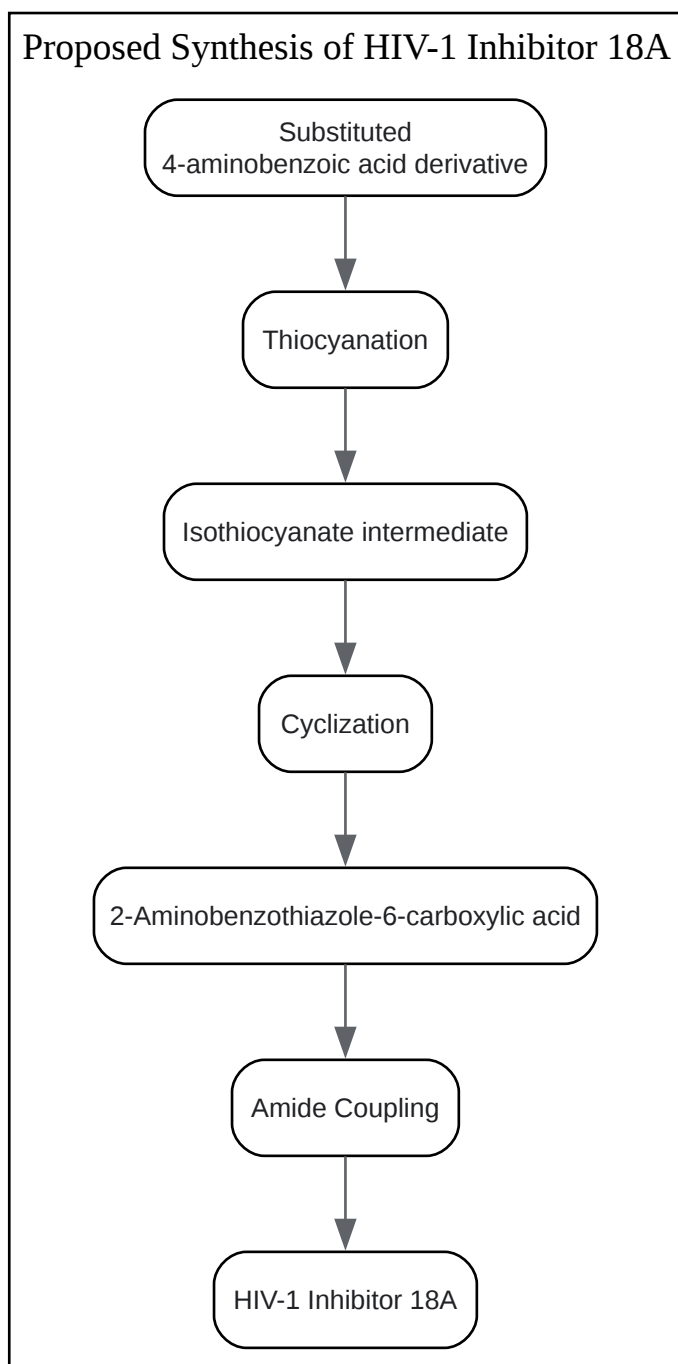 Proposed Synthesis of HIV-1 Inhibitor 18A
Substituted
4-aminobenzoic acid derivative
Thiocyanation
Isothiocyanate intermediate
Cyclization
2-Aminobenzothiazole-6-carboxylic acid
Amide Coupling
HIV-1 Inhibitor 18A